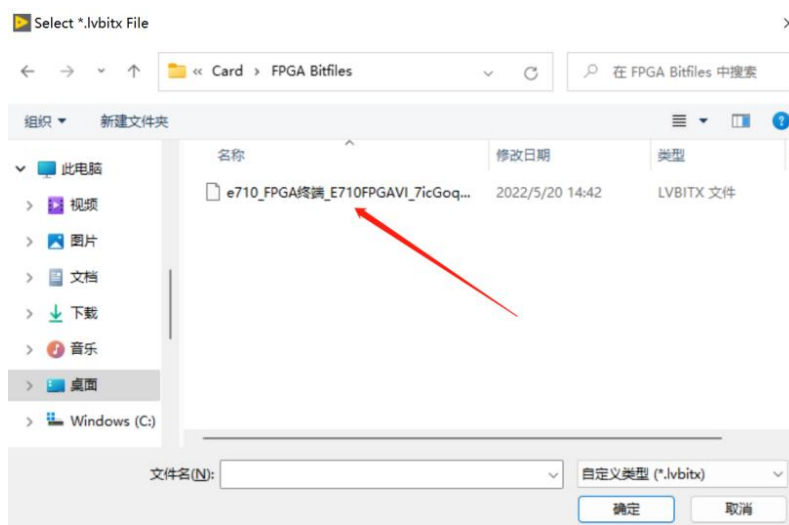 Select *.lvbitx File
« Card › FPGA Bitfiles
在 FPGA Bitfiles 中搜索
组织 新建文件夹
名称 修改日期 类型
e710_FPGA终端_E710FPGAVI_7icGoq... 2022/5/20 14:42 LVBITX 文件
此电脑
视频
图片
文档
下载
音乐
桌面
Windows (C:)
文件名(N): 自定义类型 (*.lvbitx)
确定 取消